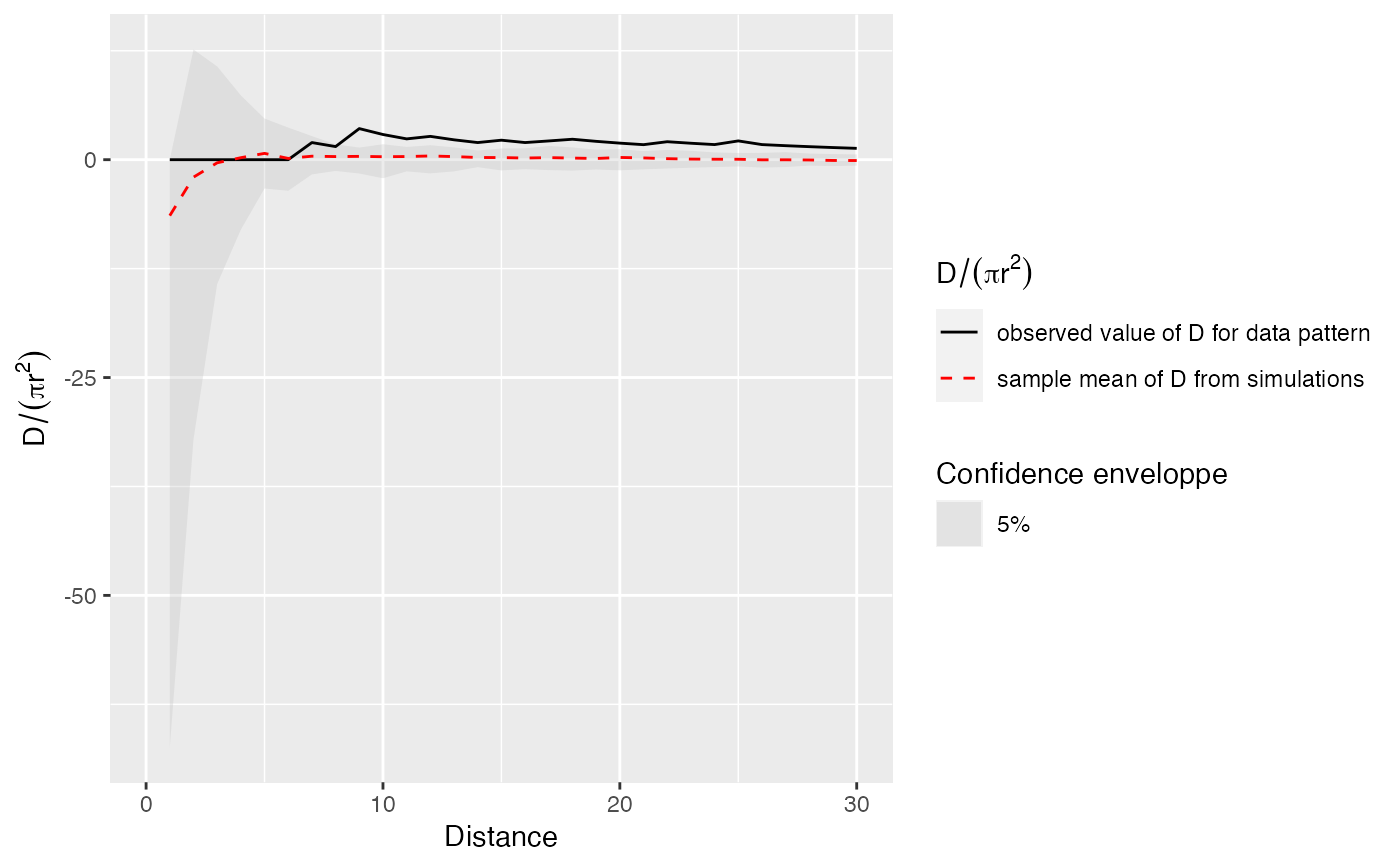 0
-25
-50
D/(πr²)
0
10
20
30
Distance
D/(πr²)
observed value of D for data pattern
sample mean of D from simulations
Confidence enveloppe
5%